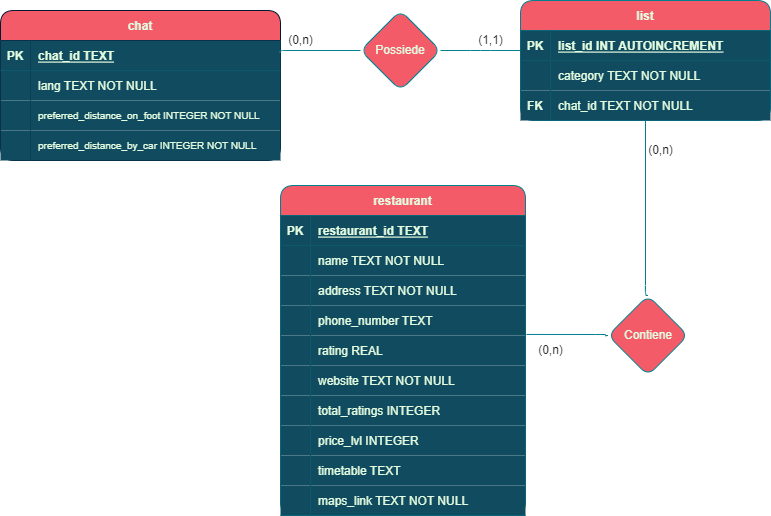 chat
PK chat_id TEXT
lang TEXT NOT NULL
preferred_distance_on_foot INTEGER NOT NULL
preferred_distance_by_car INTEGER NOT NULL
(0,n)
Possiede
(1,1)
list
PK list_id INT AUTOINCREMENT
category TEXT NOT NULL
FK chat_id TEXT NOT NULL
(0,n)
restaurant
PK restaurant_id TEXT
name TEXT NOT NULL
address TEXT NOT NULL
phone_number TEXT
rating REAL
website TEXT NOT NULL
total_ratings INTEGER
price_lvl INTEGER
timetable TEXT
maps_link TEXT NOT NULL
(0,n)
Contiene